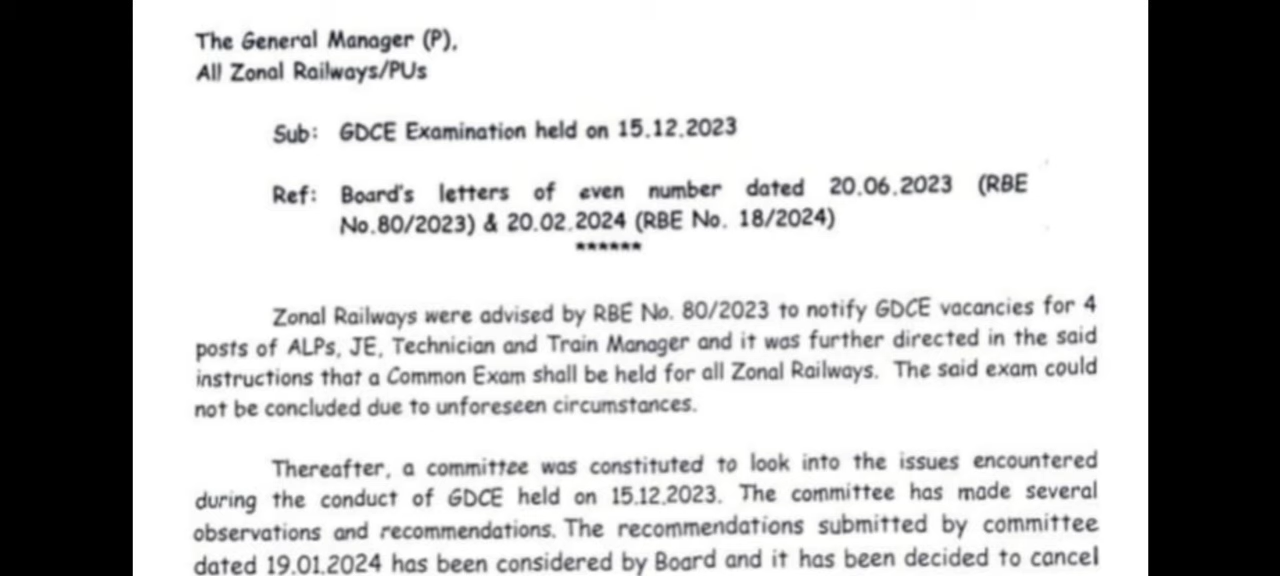 The General Manager (P),
All Zonal Railways/PUs
Sub: GDCE Examination held on 15.12.2023
Ref: Board's letters of even number dated 20.06.2023 (RBE
No.80/2023) & 20.02.2024 (RBE No. 18/2024)
******
Zonal Railways were advised by RBE No. 80/2023 to notify GDCE vacancies for 4
posts of ALPs, JE, Technician and Train Manager and it was further directed in the said
instructions that a Common Exam shall be held for all Zonal Railways. The said exam could
not be concluded due to unforeseen circumstances.
Thereafter, a committee was constituted to look into the issues encountered
during the conduct of GDCE held on 15.12.2023. The committee has made several
observations and recommendations. The recommendations submitted by committee
dated 19.01.2024 has been considered by Board and it has been decided to cancel